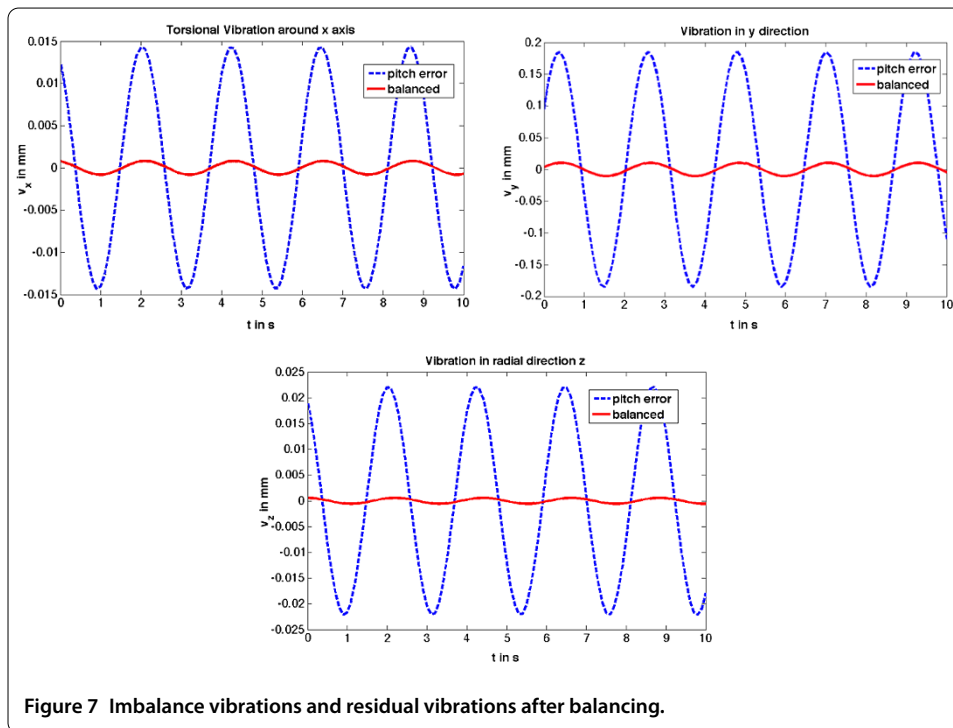 Torsional Vibration around x axis
0.015
0.01
0.005
0
-0.005
-0.01
-0.015
v_x in mm
pitch error
balanced
0 1 2 3 4 5 6 7 8 9 10
t in s
Vibration in y direction
0.2
0.15
0.1
0.05
0
-0.05
-0.1
-0.15
-0.2
v_y in mm
pitch error
balanced
0 1 2 3 4 5 6 7 8 9 10
t in s
Vibration in radial direction z
0.025
0.02
0.015
0.01
0.005
0
-0.005
-0.01
-0.015
-0.02
-0.025
v_z in mm
pitch error
balanced
0 1 2 3 4 5 6 7 8 9 10
t in s
Figure 7 Imbalance vibrations and residual vibrations after balancing.